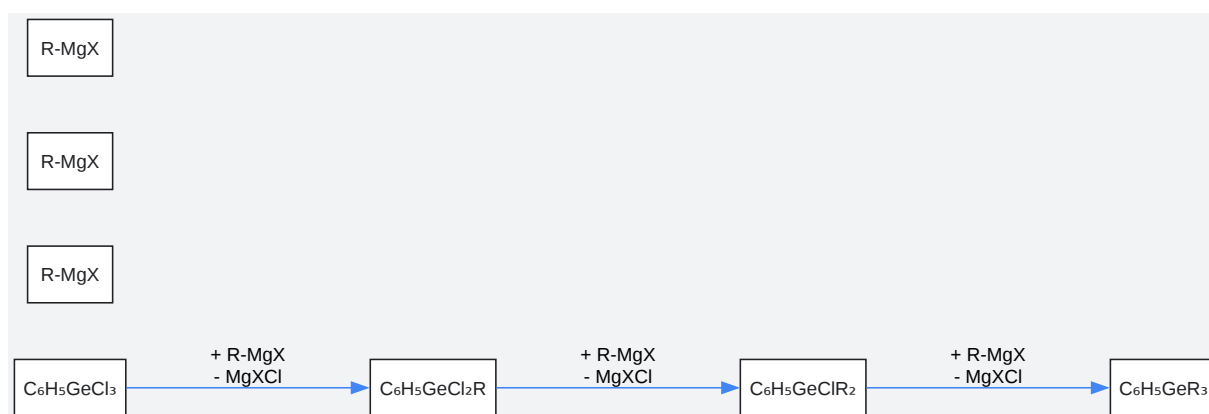 R-MgX
R-MgX
R-MgX
+ R-MgX
- MgXCl
+ R-MgX
- MgXCl
+ R-MgX
- MgXCl
C₆H₅GeCl₃
C₆H₅GeCl₂R
C₆H₅GeClR₂
C₆H₅GeR₃